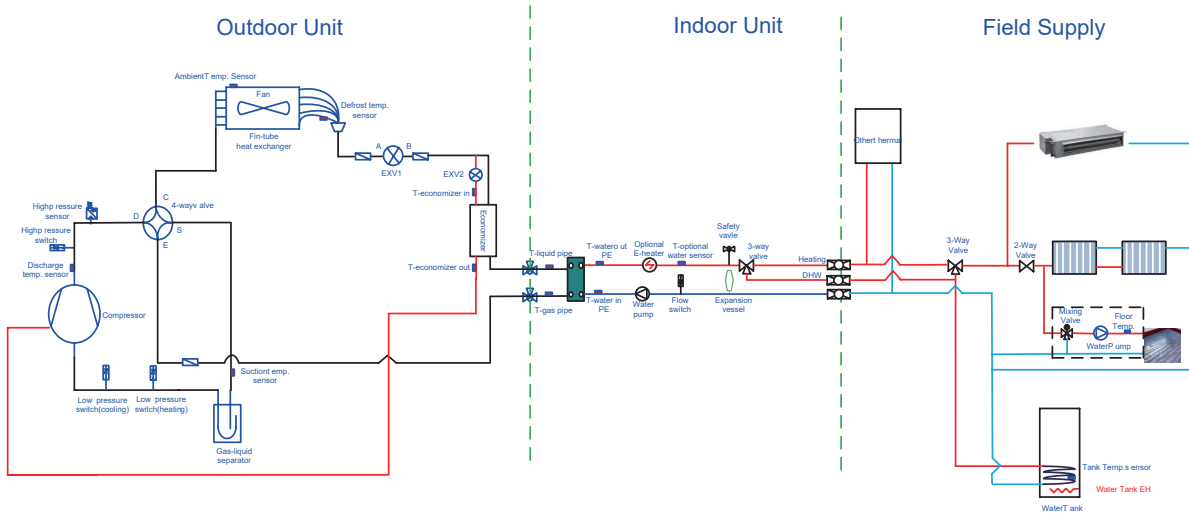 Outdoor Unit
Indoor Unit
Field Supply
AmbientT emp. Sensor
Fan
Fin-tube
heat exchanger
Defrost temp.
sensor
A
B
EXV1
EXV2
T-economizer in
Economizer
T-economizer out
C
4-wayv alve
D
S
E
Highp ressure
sensor
Highp ressure
switch
Discharge
temp. sensor
Compressor
Low pressure
switch(cooling)
Low pressure
switch(heating)
Suctiont emp.
sensor
Gas-liquid
separator
T-liquid pipe
T-gas pipe
T-watero ut
PE
T-water in
PE
Optional
E-heater
Water
pump
T-optional
water sensor
Flow
switch
Safety
vavle
3-way
valve
Expansion
vessel
Heating
DHW
Othert herma
3-Way
Valve
2-Way
Valve
Mixing
Valve
Floor
Temp.
WaterP ump
Tank Temp.s ensor
Water Tank EH
WaterT ank